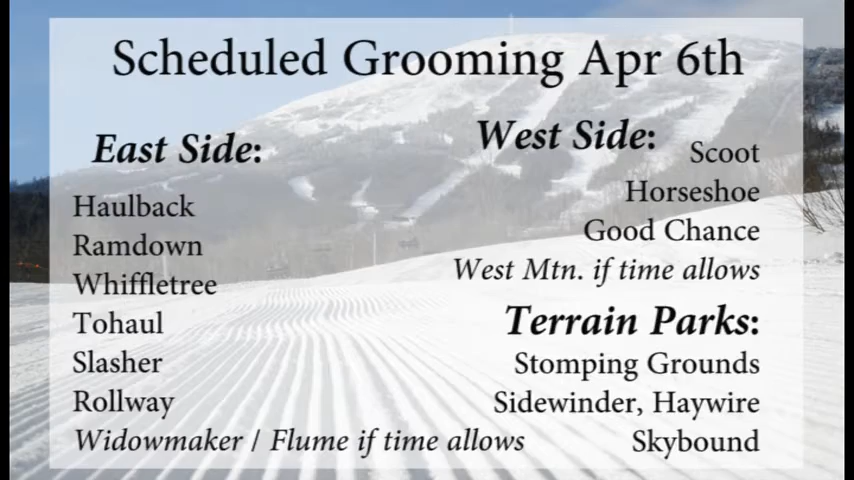 Scheduled Grooming Apr 6th
East Side:
Haulback
Ramdown
Whiffletree
Tohaul
Slasher
Rollway
Widowmaker / Flume if time allows
West Side:
Scoot
Horseshoe
Good Chance
West Mtn. if time allows
Terrain Parks:
Stomping Grounds
Sidewinder, Haywire
Skybound